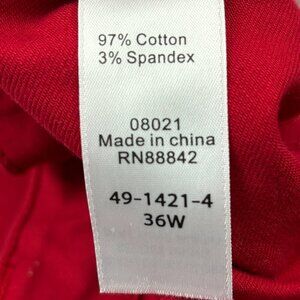 97% Cotton
3% Spandex
08021
Made in china
RN88842
49-1421-4
36W